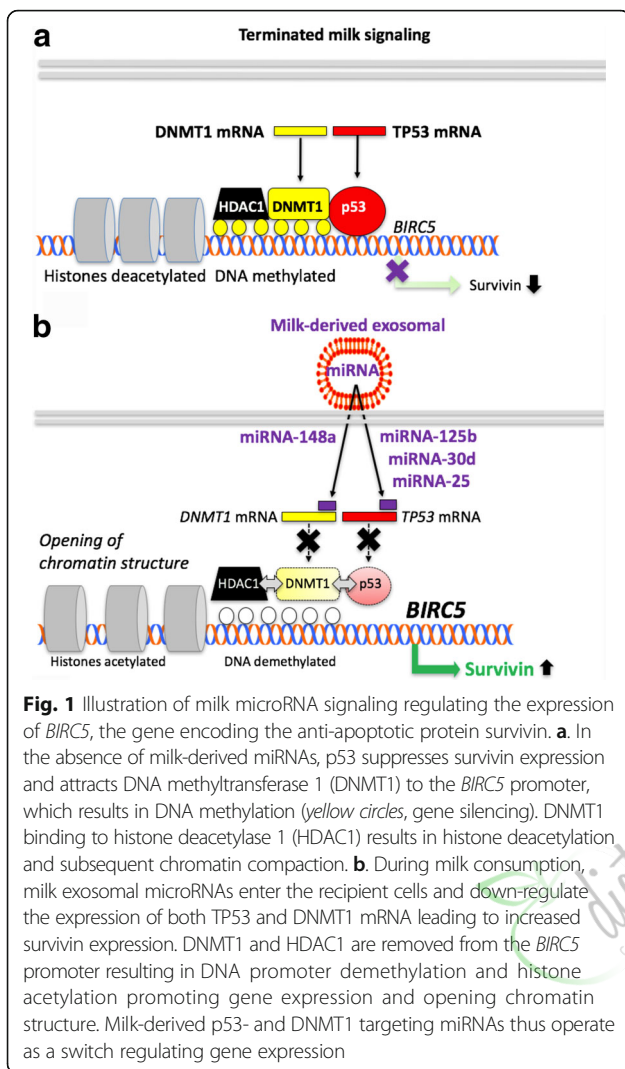 a
Terminated milk signaling
DNMT1 mRNA
TP53 mRNA
HDAC1
DNMT1
p53
BIRC5
Histones deacetylated
DNA methylated
Survivin
b
Milk-derived exosomal
miRNA
miRNA-148a
miRNA-125b
miRNA-30d
miRNA-25
DNMT1 mRNA
TP53 mRNA
Opening of
chromatin structure
HDAC1
DNMT1
p53
BIRC5
Histones acetylated
DNA demethylated
Survivin
Fig. 1 Illustration of milk microRNA signaling regulating the expression
of BIRC5, the gene encoding the anti-apoptotic protein survivin. a. In
the absence of milk-derived miRNAs, p53 suppresses survivin expression
and attracts DNA methyltransferase 1 (DNMT1) to the BIRC5 promoter,
which results in DNA methylation (yellow circles, gene silencing). DNMT1
binding to histone deacetylase 1 (HDAC1) results in histone deacetylation
and subsequent chromatin compaction. b. During milk consumption,
milk exosomal microRNAs enter the recipient cells and down-regulate
the expression of both TP53 and DNMT1 mRNA leading to increased
survivin expression. DNMT1 and HDAC1 are removed from the BIRC5
promoter resulting in DNA promoter demethylation and histone
acetylation promoting gene expression and opening chromatin
structure. Milk-derived p53- and DNMT1 targeting miRNAs thus operate
as a switch regulating gene expression